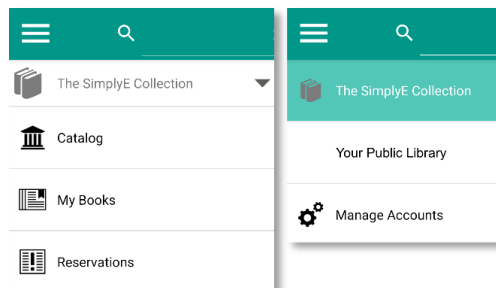 The SimplyE Collection
Catalog
My Books
Reservations
The SimplyE Collection
Your Public Library
Manage Accounts